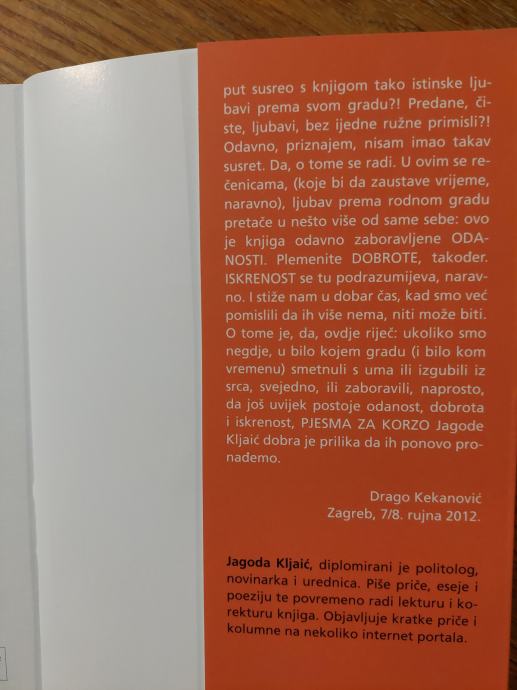 put susreo s knjigom tako istinske lju-
bavi prema svom gradu?! Predane, či-
ste, ljubavi, bez ijedne ružne primisli?!
Odavno, priznajem, nisam imao takav
susret. Da, o tome se radi. U ovim se re-
čenicama, (koje bi da zaustave vrijeme,
naravno), ljubav prema rodnom gradu
pretače u nešto više od same sebe: ovo
je knjiga odavno zaboravljene ODA-
NOSTI. Plemenite DOBROTE, također.
ISKRENOST se tu podrazumijeva, narav-
no. I stiže nam u dobar čas, kad smo već
pomislili da ih više nema, niti može biti.
O tome je, da, ovdje riječ: ukoliko smo
negdje, u bilo kojem gradu (i bilo kom
vremenu) smetnuli s uma ili izgubili iz
srca, svejedno, ili zaboravili, naprosto,
da još uvijek postoje odanost, dobrota
i iskrenost, PJESMA ZA KORZO Jagode
Kljaić dobra je prilika da ih ponovo pro-
nađemo.
Drago Kekanović
Zagreb, 7/8. rujna 2012.
Jagoda Kljaić, diplomirani je politolog,
novinarka i urednica. Piše priče, eseje i
poeziju te povremeno radi lekturu i ko-
rekturu knjiga. Objavljuje kratke priče i
kolumne na nekoliko internet portala.